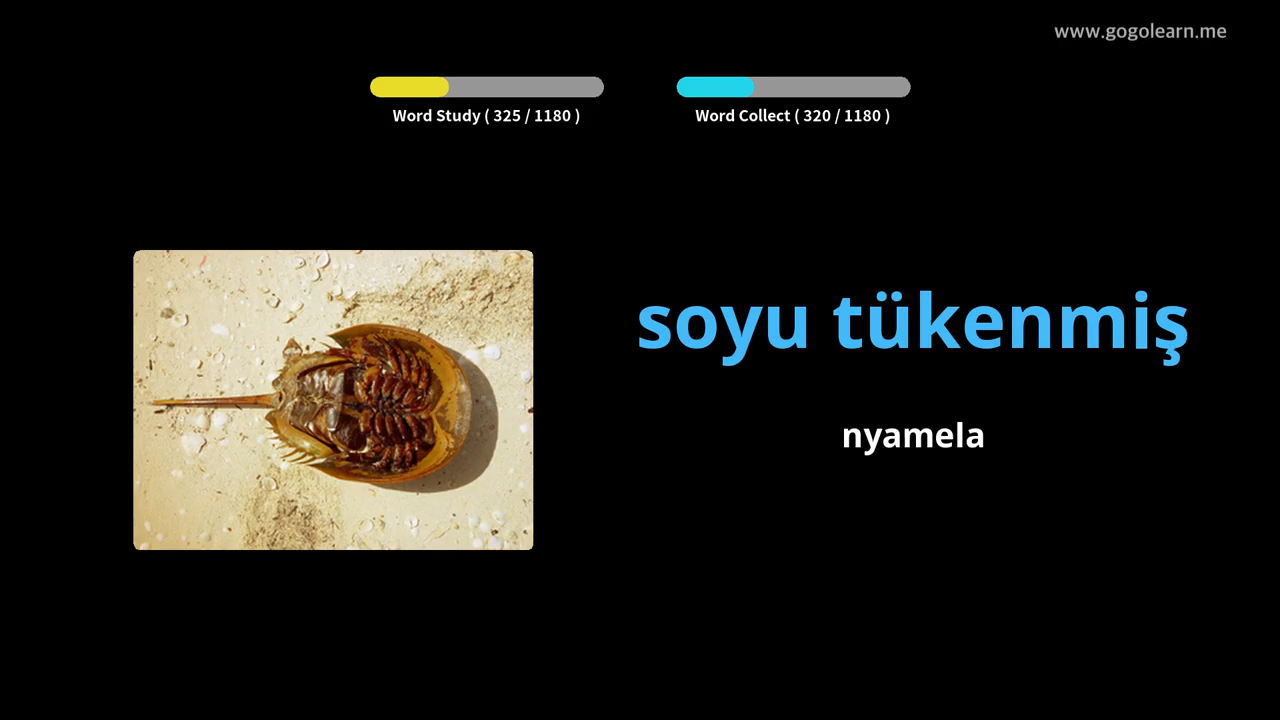 www.gogolearn.me
Word Study ( 325 / 1180 )
Word Collect ( 320 / 1180 )
soyu tükenmiş
nyamela